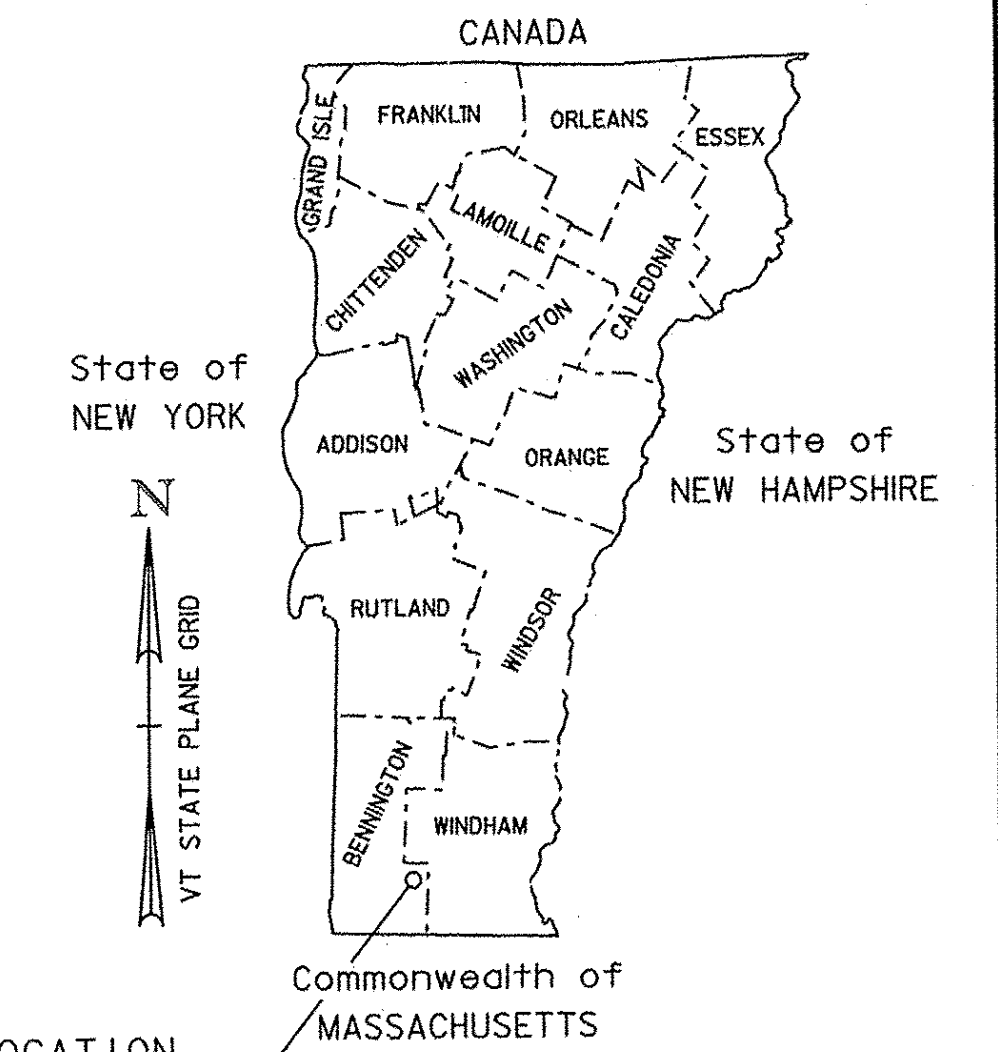 CANADA
GRAND ISLE
FRANKLIN
ORLEANS
ESSEX
LAMOILLE
CHITTENDEN
CALEDONIA
WASHINGTON
State of
NEW YORK
ADDISON
ORANGE
State of
NEW HAMPSHIRE
N
VT STATE PLANE GRID
RUTLAND
WINDSOR
BENNINGTON
WINDHAM
Commonwealth of
MASSACHUSETTS